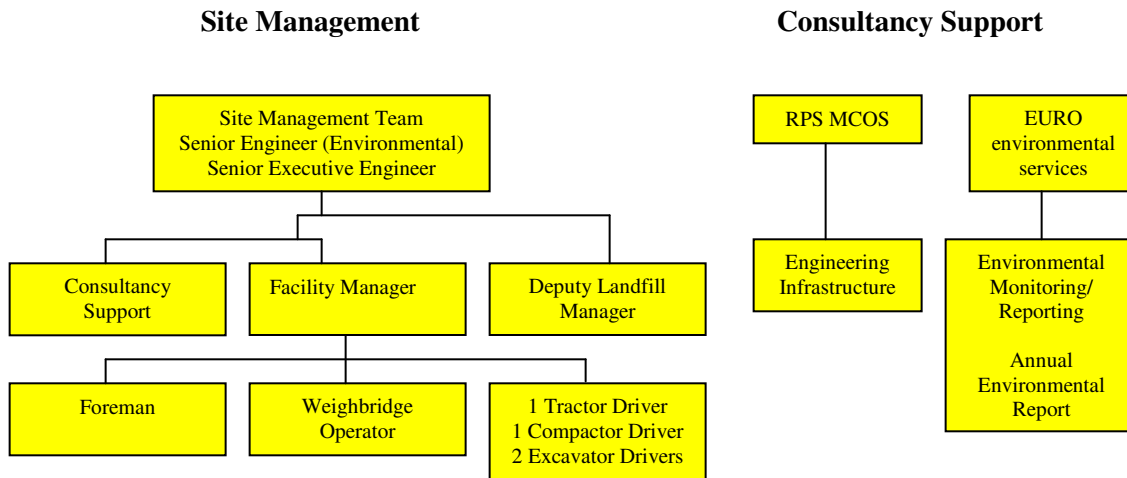 Site Management
Consultancy Support
Site Management Team
Senior Engineer (Environmental)
Senior Executive Engineer
RPS MCOS
EURO
environmental
services
Consultancy
Support
Facility Manager
Deputy Landfill
Manager
Engineering
Infrastructure
Environmental
Monitoring/
Reporting
Annual
Environmental
Report
Foreman
Weighbridge
Operator
1 Tractor Driver
1 Compactor Driver
2 Excavator Drivers